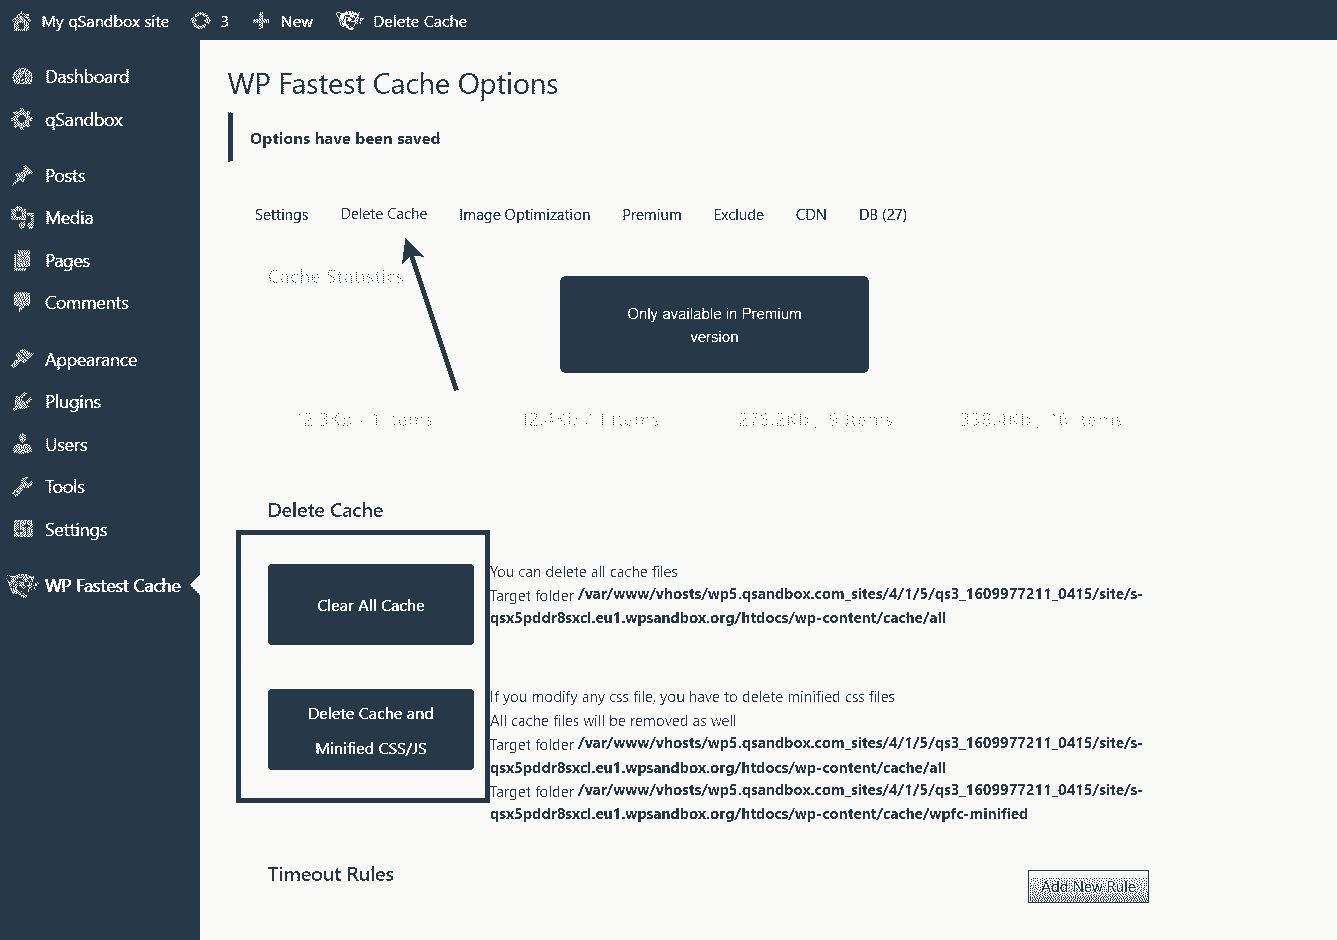 My qSandbox site 3 New Delete Cache
Dashboard
qSandbox
Posts
Media
Pages
Comments
Appearance
Plugins
Users
Tools
Settings
WP Fastest Cache
WP Fastest Cache Options
Options have been saved
Settings Delete Cache Image Optimization Premium Exclude CDN DB (27)
Cache Statistics
Only available in Premium
version
12.3Kb / 1 Items 12.4Kb / 1 Items 278.2Kb / 9 Items 16 Items
Delete Cache
Clear All Cache
You can delete all cache files
Target folder /var/www/vhosts/wp5.qsandbox.com_sites/4/1/5/qs3_1609977211_0415/site/s-
qsx5pddr8sxcl.eu1.wpsandbox.org/htdocs/wp-content/cache/all
Delete Cache and
Minified CSS/JS
If you modify any css file, you have to delete minified css files
All cache files will be removed as well
Target folder /var/www/vhosts/wp5.qsandbox.com_sites/4/1/5/qs3_1609977211_0415/site/s-
qsx5pddr8sxcl.eu1.wpsandbox.org/htdocs/wp-content/cache/all
Target folder /var/www/vhosts/wp5.qsandbox.com_sites/4/1/5/qs3_1609977211_0415/site/s-
qsx5pddr8sxcl.eu1.wpsandbox.org/htdocs/wp-content/cache/wpfc-minified
Timeout Rules
Add New Rule